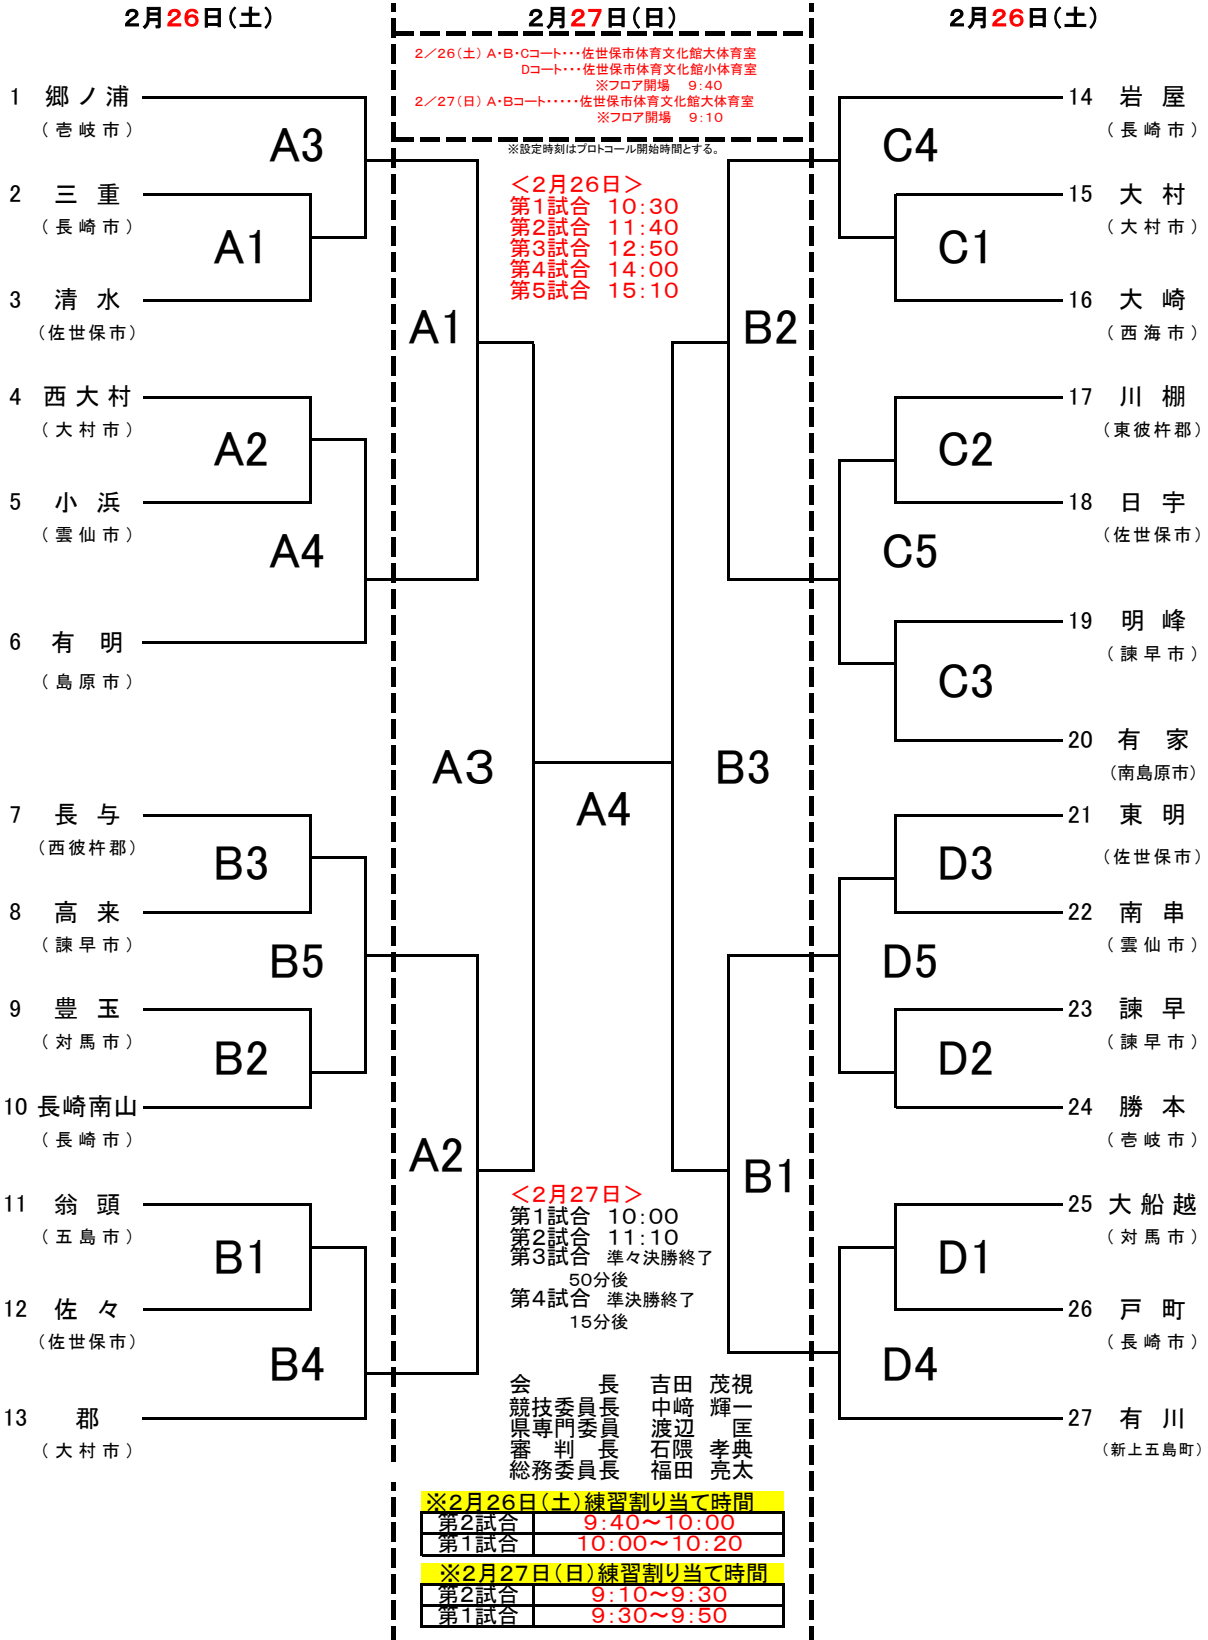 2月26日(土)
2月27日(日)
2月26日(土)
2/26(土) A・B・Cコート・・・佐世保市体育文化館大体育室
Dコート・・・佐世保市体育文化館小体育室
※フロア開場 9:40
2/27(日) A・Bコート・・・・・佐世保市体育文化館大体育室
※フロア開場 9:10
※設定時刻はプロトコール開始時間とする。
<2月26日>
第1試合 10:30
第2試合 11:40
第3試合 12:50
第4試合 14:00
第5試合 15:10
1 郷ノ浦
(壱岐市)
A3
2 三重
(長崎市)
A1
3 清水
(佐世保市)
A1
4 西大村
(大村市)
A2
5 小浜
(雲仙市)
A4
6 有明
(島原市)
A3
7 長与
(西彼杵郡)
B3
8 高来
(諫早市)
B5
9 豊玉
(対馬市)
B2
10 長崎南山
(長崎市)
A2
11 翁頭
(五島市)
B1
12 佐々
(佐世保市)
B4
13 郡
(大村市)
A4
14 岩屋
(長崎市)
C4
15 大村
(大村市)
C1
16 大崎
(西海市)
B2
17 川棚
(東彼杵郡)
C2
18 日宇
(佐世保市)
C5
19 明峰
(諫早市)
C3
20 有家
(南島原市)
B3
21 東明
(佐世保市)
D3
22 南串
(雲仙市)
D5
23 諫早
(諫早市)
D2
24 勝本
(壱岐市)
B1
25 大船越
(対馬市)
D1
26 戸町
(長崎市)
D4
27 有川
(新上五島町)
<2月27日>
第1試合 10:00
第2試合 11:10
第3試合 準々決勝終了
50分後
第4試合 準決勝終了
15分後
会長 吉田 茂視
競技委員長 中﨑 輝一
県専門委員 渡辺 匡
審判長 石隈 孝典
総務委員長 福田 亮太
※2月26日(土)練習割り当て時間
第2試合 9:40～10:00
第1試合 10:00～10:20
※2月27日(日)練習割り当て時間
第2試合 9:10～9:30
第1試合 9:30～9:50